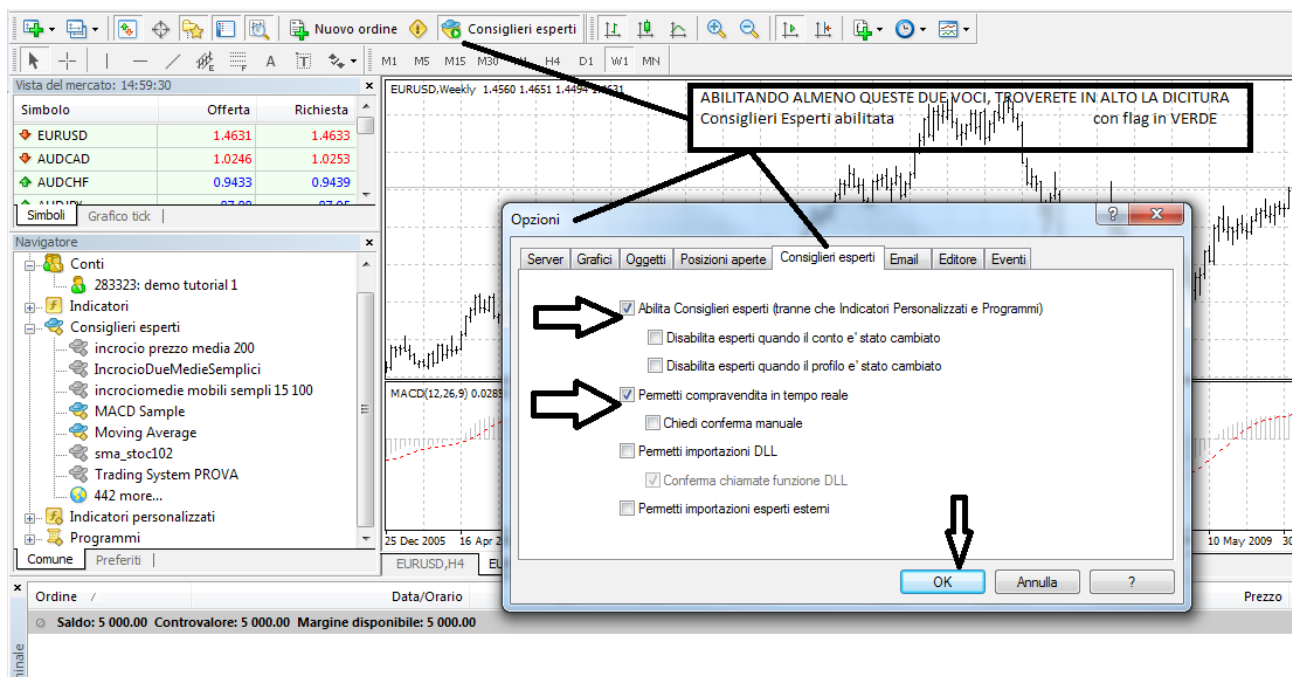 Nuovo ordine Consiglieri esperti
A T M1 M5 M15 M30 H4 D1 W1 MN
Vista del mercato: 14:59:30
Simbolo Offerta Richiesta
EURUSD 1.4631 1.4633
AUDCAD 1.0246 1.0253
AUDCHF 0.9433 0.9439
Simboli Grafico tick
Navigatore
Conti
283323: demo tutorial 1
Indicatori
Consiglieri esperti
incrocio prezzo media 200
IncrocioDueMedieSemplici
incrociomedie mobili sempli 15 100
MACD Sample
Moving Average
sma_stoc102
Trading System PROVA
442 more...
Indicatori personalizzati
Programmi
Comune Preferiti
EURUSD,Weekly 1.4560 1.4651 1.4494 1.4631
ABILITANDO ALMENO QUESTE DUE VOCI, TROVERETE IN ALTO LA DICITURA
Consiglieri Esperti abilitata con flag in VERDE
MACD(12,26,9) 0.0285
25 Dec 2005 16 Apr 2
10 May 2009 30
EURUSD,H4
Opzioni
Server Grafici Oggetti Posizioni aperte Consiglieri esperti Email Editore Eventi
Abilita Consiglieri esperti (tranne che Indicatori Personalizzati e Programmi)
Disabilita esperti quando il conto e' stato cambiato
Disabilita esperti quando il profilo e' stato cambiato
Permetti compravendita in tempo reale
Chiedi conferma manuale
Permetti importazioni DLL
Conferma chiamate funzione DLL
Permetti importazioni esperti esterni
OK Annulla ?
Ordine / Data/Orario Prezzo
Saldo: 5 000.00 Controvalore: 5 000.00 Margine disponibile: 5 000.00